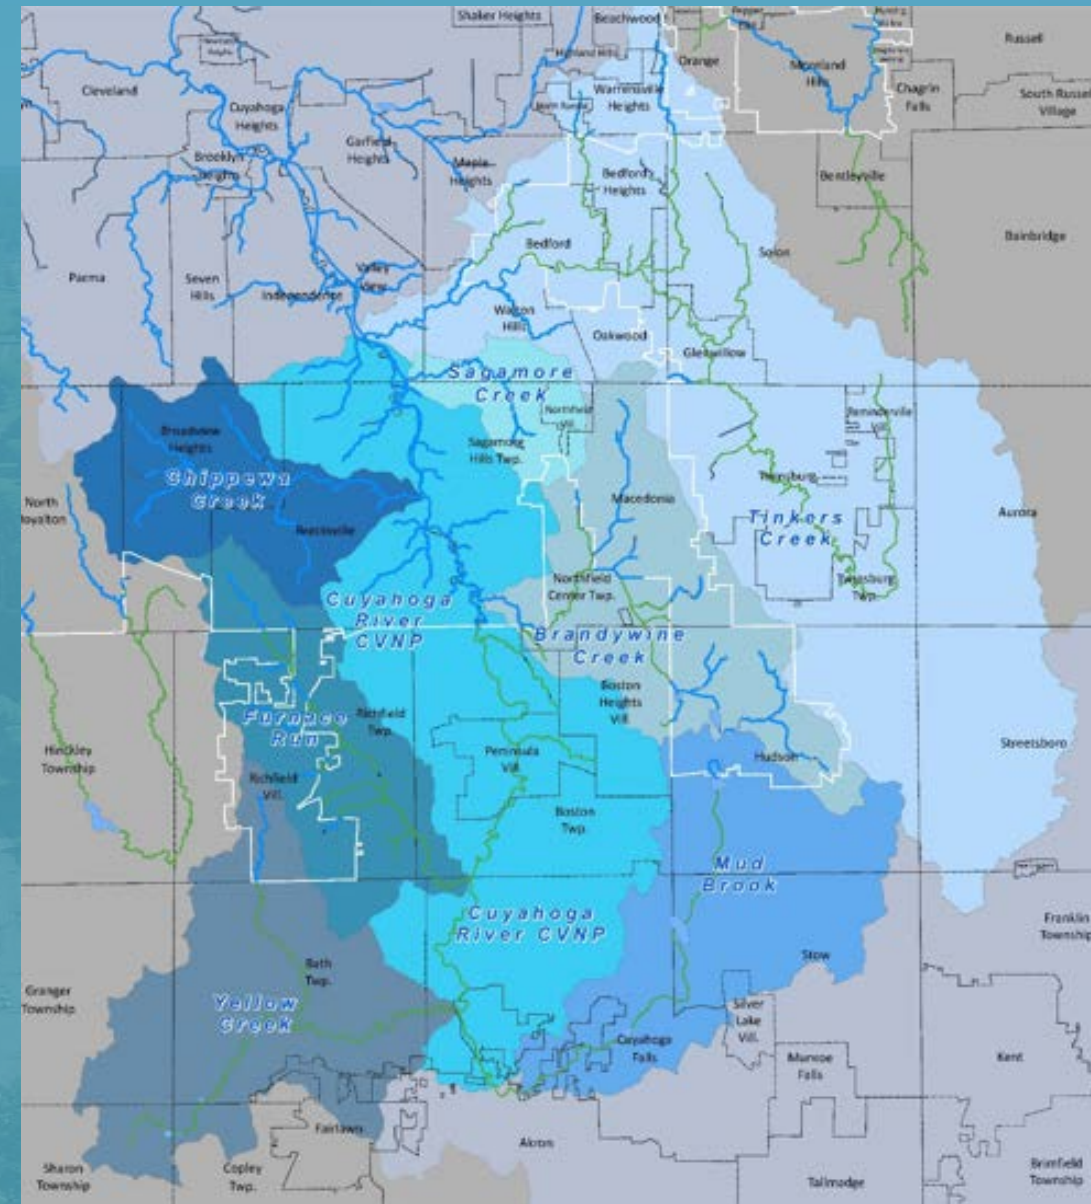 Shaker Heights
Beachwood
Russell
Highland Hills
Orange
Moreland
Hills
Cleveland
Warrensville
Heights
Chagrin
Falls
South Russell
Village
Cuyahoga
Heights
Garfield
Heights
Brooklyn
Heights
Maple
Heights
Bedford
Heights
Bentleyville
Bainbridge
Bedford
Solon
Parma
Seven
Hills
Independence
Valley
View
Walton
Hills
Oakwood
Glenwillow
Sagamore
Creek
Northfield
Vill.
Reminderville
Vill.
Broadview
Heights
Sagamore
Hills Twp.
Chippewa
Creek
Twinsburg
North
Royalton
Macedonia
Aurora
Brecksville
Tinkers
Creek
Northfield
Center Twp.
Twinsburg
Twp.
Cuyahoga
River
CVNP
Brandywine
Creek
Boston
Heights
Vill.
Furnace
Run
Richfield
Twp.
Hinckley
Township
Peninsula
Vill.
Hudson
Streetsboro
Richfield
Vill.
Boston
Twp.
Mud
Brook
Cuyahoga
River CVNP
Franklin
Township
Bath
Twp.
Stow
Granger
Township
Yellow
Creek
Silver
Lake
Vill.
Cuyahoga
Falls
Munroe
Falls
Kent
Fairlawn
Akron
Sharon
Township
Copley
Twp.
Tallmadge
Brimfield
Township